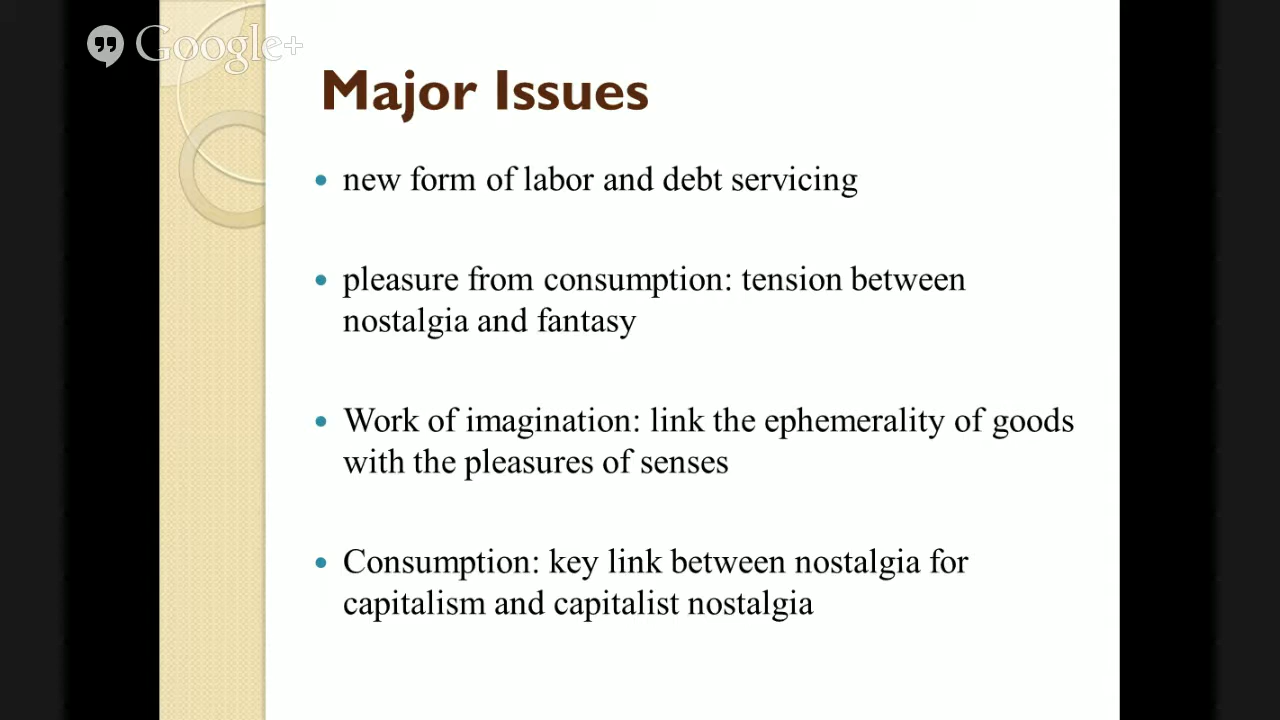 Google+
Major Issues
new form of labor and debt servicing
pleasure from consumption: tension between
nostalgia and fantasy
Work of imagination: link the ephemerality of goods
with the pleasures of senses
Consumption: key link between nostalgia for
capitalism and capitalist nostalgia